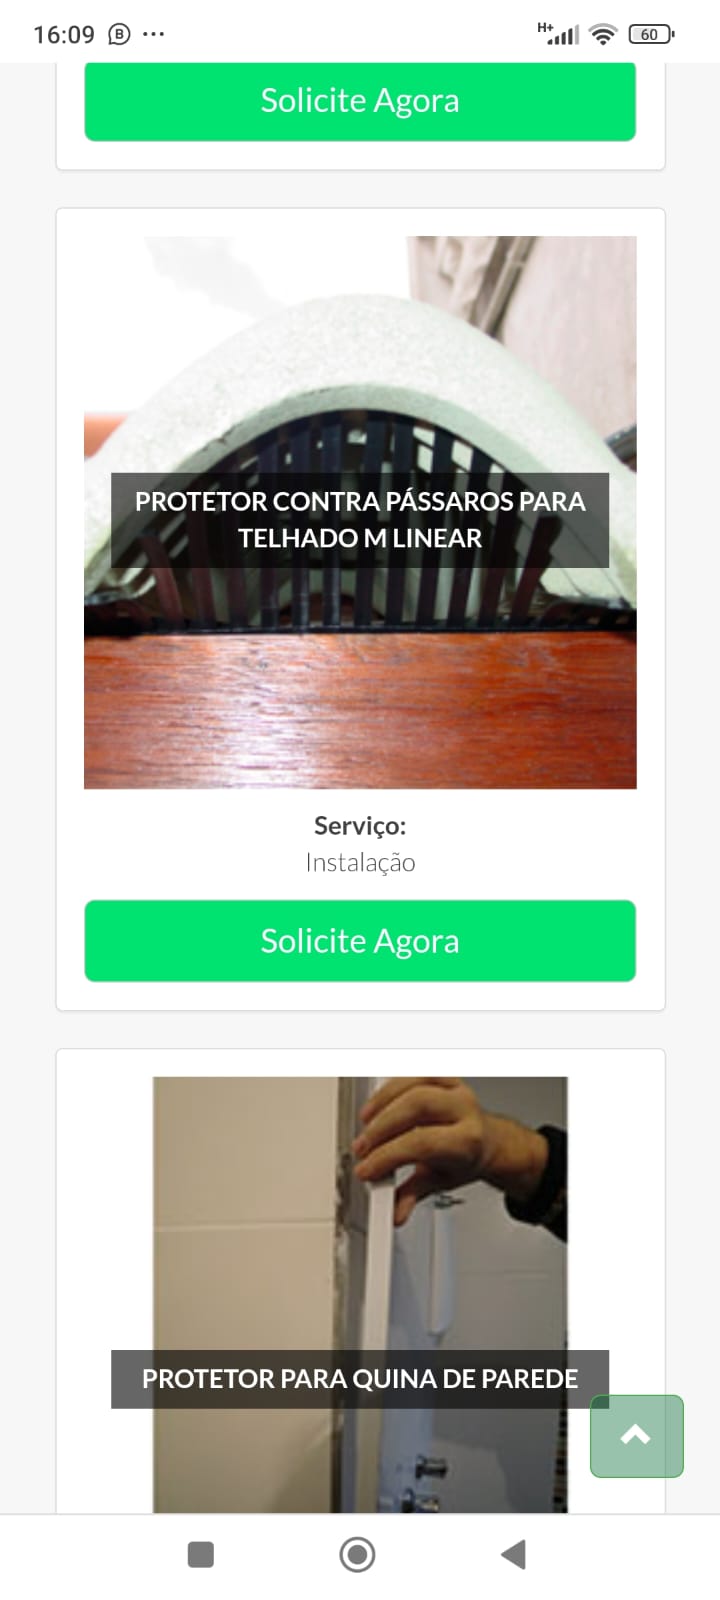 16:09
H+
60
Solicite Agora
PROTETOR CONTRA PÁSSAROS PARA
TELHADO M LINEAR
Serviço:
Instalação
Solicite Agora
PROTETOR PARA QUINA DE PAREDE